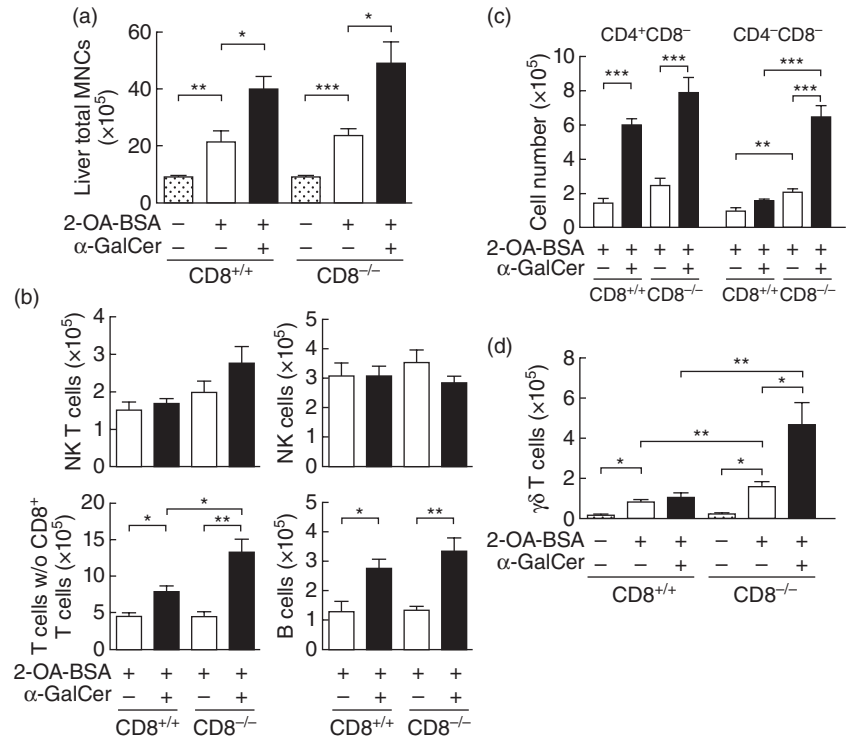 (a)
Liver total MNCs
(×10⁵)
60
40
20
0
**
*
***
*
2-OA-BSA – + + – + +
α-GalCer – – + – – +
CD8⁺/⁺ CD8⁻/⁻
(b)
NK T cells (×10⁵)
4
3
2
1
0
NK cells (×10⁵)
5
4
3
2
1
0
T cells w/o CD8⁺
T cells (×10⁵)
20
15
10
5
0
*
*
**
B cells (×10⁵)
5
4
3
2
1
0
*
**
2-OA-BSA + + + + + + + +
α-GalCer – + – + – + – +
CD8⁺/⁺ CD8⁻/⁻ CD8⁺/⁺ CD8⁻/⁻
(c)
CD4⁺CD8⁻ CD4⁻CD8⁻
Cell number (×10⁵)
10
8
6
4
2
0
***
***
***
***
**
2-OA-BSA + + + + + + + +
α-GalCer – + – + – + – +
CD8⁺/⁺ CD8⁻/⁻ CD8⁺/⁺ CD8⁻/⁻
(d)
γδ T cells (×10⁵)
8
6
4
2
0
**
*
**
*
*
2-OA-BSA – + + – + +
α-GalCer – – + – – +
CD8⁺/⁺ CD8⁻/⁻